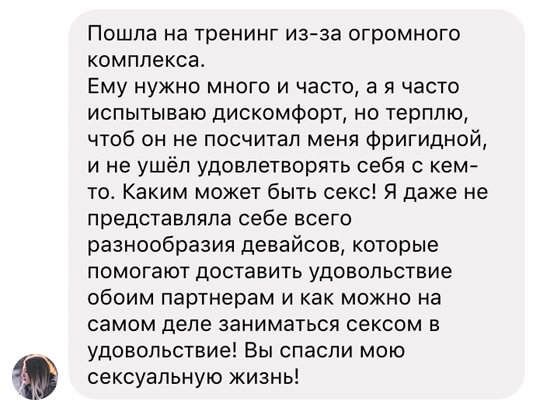 Пошла на тренинг из-за огромного
комплекса.
Ему нужно много и часто, а я часто
испытываю дискомфорт, но терплю,
чтоб он не посчитал меня фригидной,
и не ушёл удовлетворять себя с кем-
то. Каким может быть секс! Я даже не
представляла себе всего
разнообразия девайсов, которые
помогают доставить удовольствие
обоим партнерам и как можно на
самом деле заниматься сексом в
удовольствие! Вы спасли мою
сексуальную жизнь!